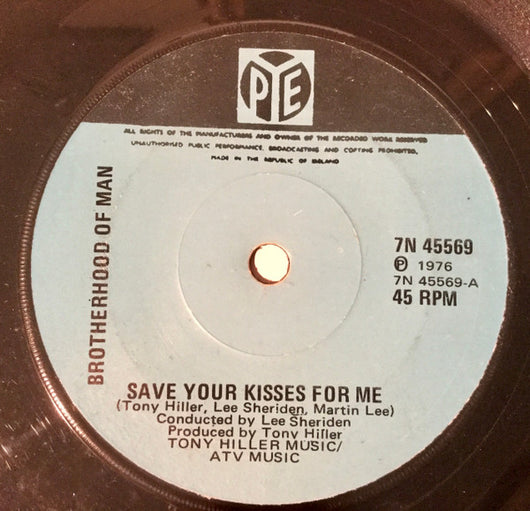 PYE
ALL RIGHTS OF THE MANUFACTURERS AND OWNER OF THE RECORDED WORK RESERVED
UNAUTHORISED PUBLIC PERFORMANCE, BROADCASTING AND COPYING PROHIBITED.
MADE IN THE REPUBLIC OF IRELAND
BROTHERHOOD OF MAN
7N 45569
Ⓟ 1976
7N 45569-A
45 RPM
SAVE YOUR KISSES FOR ME
(Tony Hiller, Lee Sheriden, Martin Lee)
Conducted by Lee Sheriden
Produced by Tony Hiller
TONY HILLER MUSIC/
ATV MUSIC